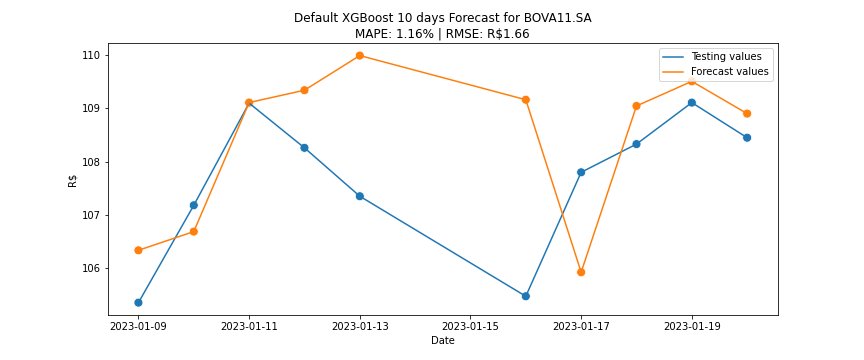 Default XGBoost 10 days Forecast for BOVA11.SA
MAPE: 1.16% | RMSE: R$1.66
Testing values
Forecast values
110
109
108
107
106
R$
2023-01-09
2023-01-11
2023-01-13
2023-01-15
2023-01-17
2023-01-19
Date